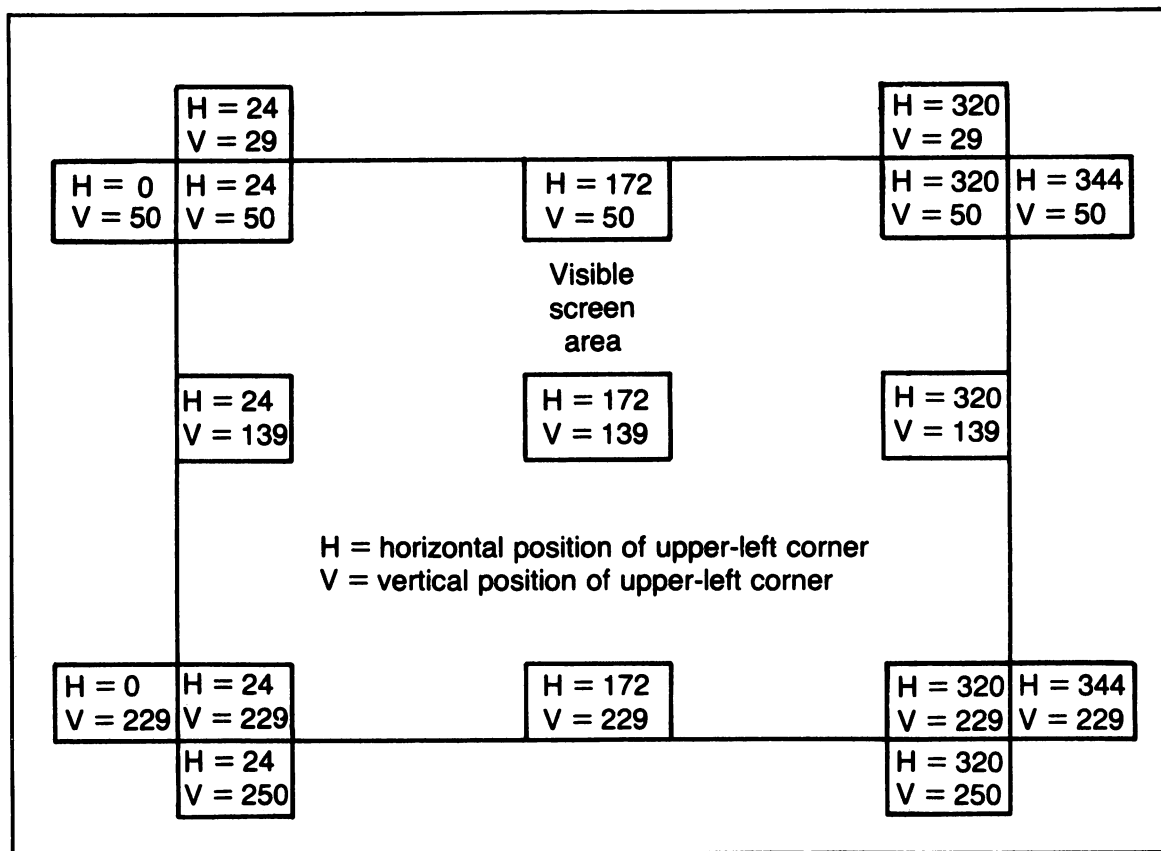 H = 24
V = 29
H = 320
V = 29
H = 0
V = 50
H = 24
V = 50
H = 172
V = 50
H = 320
V = 50
H = 344
V = 50
Visible
screen
area
H = 24
V = 139
H = 172
V = 139
H = 320
V = 139
H = horizontal position of upper-left corner
V = vertical position of upper-left corner
H = 0
V = 229
H = 24
V = 229
H = 172
V = 229
H = 320
V = 229
H = 344
V = 229
H = 24
V = 250
H = 320
V = 250